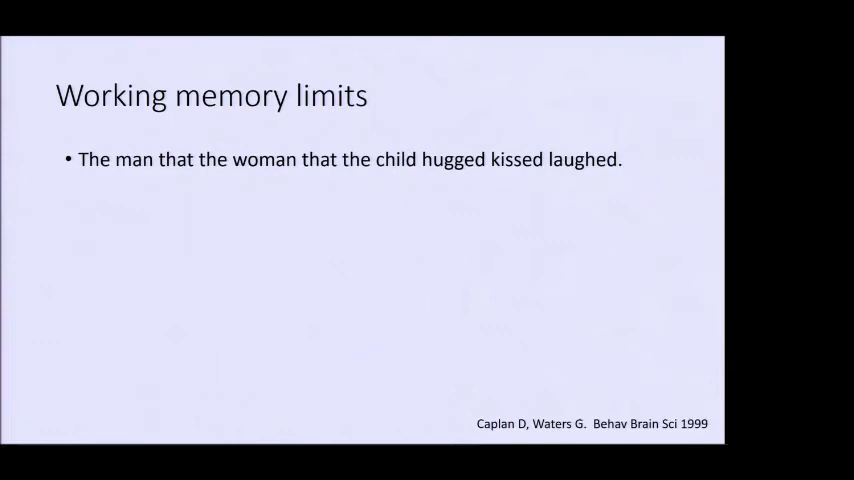 Working memory limits
• The man that the woman that the child hugged kissed laughed.
Caplan D, Waters G. Behav Brain Sci 1999